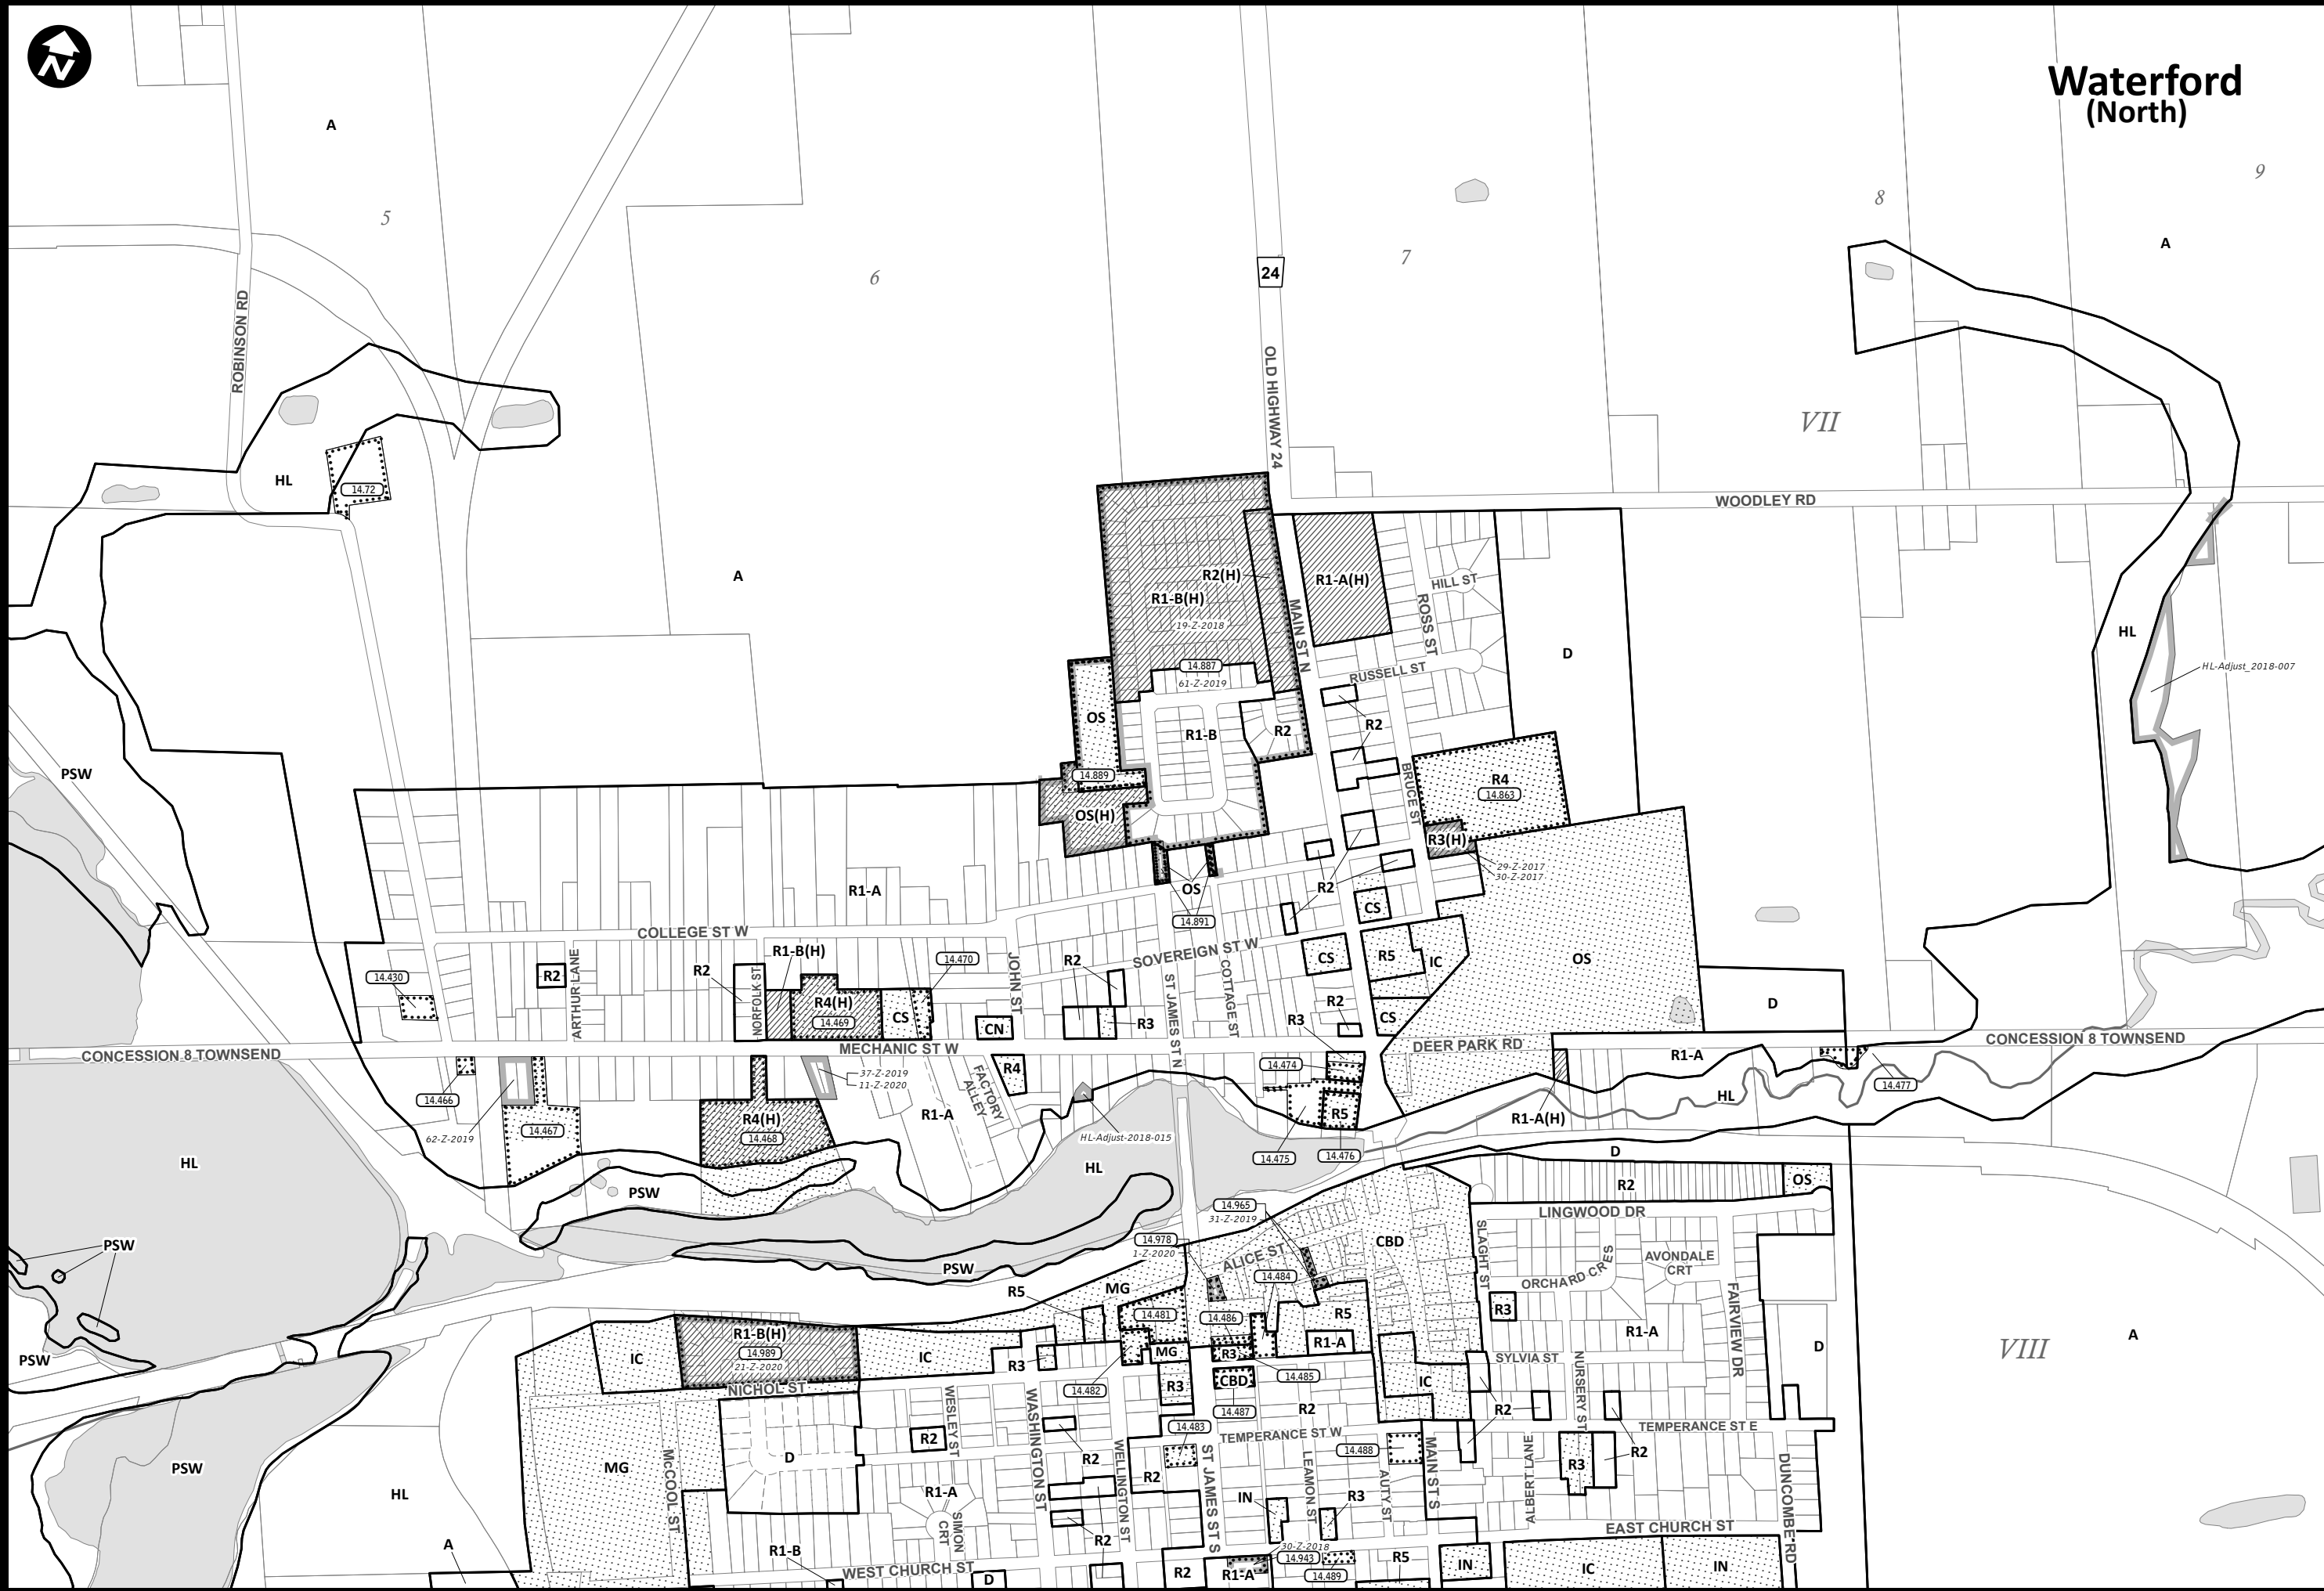 N
Waterford
(North)
A
5
6
7
8
9
A
24
ROBINSON RD
OLD HIGHWAY 24
VII
HL
14.72
WOODLEY RD
A
R2(H)
R1-B(H)
19-Z-2018
R1-A(H)
MAIN ST N
HILL ST
ROSS ST
D
HL
HL-Adjust_2018-007
14.887
61-Z-2019
RUSSELL ST
OS
R1-B
R2
R2
PSW
14.889
OS(H)
BRUCE ST
R4
14.863
R3(H)
29-Z-2017
30-Z-2017
R1-A
OS
14.891
R2
CS
COLLEGE ST W
R1-B(H)
SOVEREIGN ST W
14.430
R2
ARTHUR LANE
R2
NORFOLK ST
R4(H)
14.469
CS
14.470
JOHN ST
R2
CS
R5
IC
OS
CN
R3
ST JAMES ST N
COTTAGE ST
R2
R3
CS
D
CONCESSION 8 TOWNSEND
MECHANIC ST W
DEER PARK RD
CONCESSION 8 TOWNSEND
R1-A
14.466
37-Z-2019
11-Z-2020
FACTORY ALLEY
R4
14.474
14.477
HL
62-Z-2019
14.467
R4(H)
14.468
R1-A
R5
R1-A(H)
HL-Adjust-2018-015
14.475
14.476
HL
PSW
HL
D
R2
OS
LINGWOOD DR
14.965
31-Z-2019
14.978
1-Z-2020
ALICE ST
CBD
SLAGHT ST
ORCHARD CRES
AVONDALE
CRT
PSW
PSW
14.484
R5
MG
14.481
14.486
R5
R3
FAIRVIEW DR
R1-A
PSW
IC
R1-B(H)
14.989
21-Z-2020
IC
R3
MG
R3
R1-A
SYLVIA ST
NURSERY ST
D
VIII
A
NICHOL ST
WESLEY ST
WASHINGTON ST
14.482
R3
CBD
14.485
IC
14.487
R2
R2
TEMPERANCE ST W
TEMPERANCE ST E
R2
14.483
14.488
D
R2
WELLINGTON ST
R2
R2
R3
PSW
MG
McCOOL ST
HL
R1-A
SIMON
CRT
ST JAMES ST S
IN
LEAMON ST
R3
AUTY ST
MAIN ST S
ALBERT LANE
DUNCOMBE RD
R2
EAST CHURCH ST
A
R1-B
WEST CHURCH ST
D
R2
30-Z-2018
14.943
R1-A
14.489
R5
IN
IC
IN